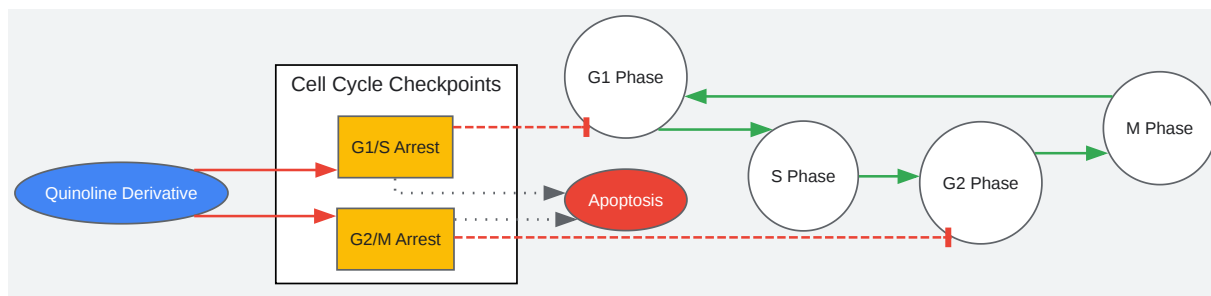 Cell Cycle Checkpoints
G1 Phase
M Phase
G1/S Arrest
S Phase
G2 Phase
Quinoline Derivative
Apoptosis
G2/M Arrest